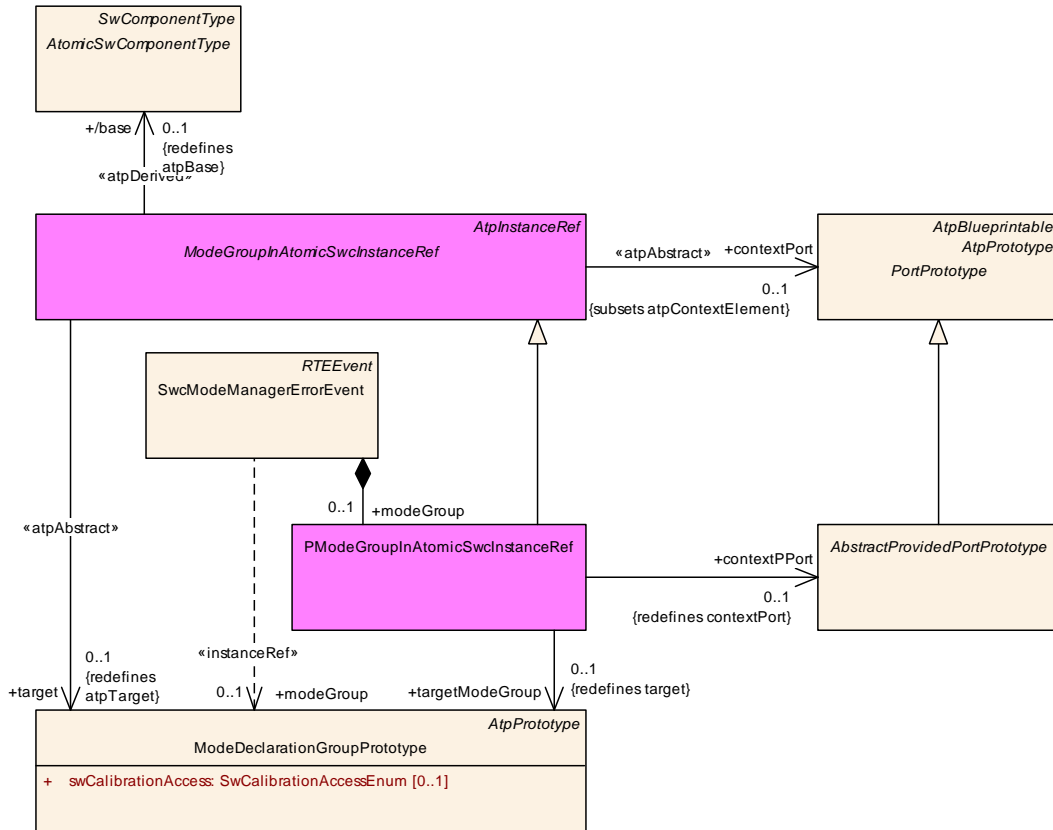 SwComponentType
AtomicSwComponentType
+/base
0..1
{redefines
atpBase}
«atpDerived»
AtpInstanceRef
ModeGroupInAtomicSwcInstanceRef
«atpAbstract»
+contextPort
0..1
{subsets atpContextElement}
AtpBlueprintable
AtpPrototype
PortPrototype
RTEEvent
SwcModeManagerErrorEvent
0..1
+modeGroup
«atpAbstract»
PModeGroupInAtomicSwcInstanceRef
+contextPPort
0..1
{redefines contextPort}
AbstractProvidedPortPrototype
«instanceRef»
0..1
{redefines
atpTarget}
+target
0..1
+modeGroup
+targetModeGroup
0..1
{redefines target}
AtpPrototype
ModeDeclarationGroupPrototype
+ swCalibrationAccess: SwCalibrationAccessEnum [0..1]